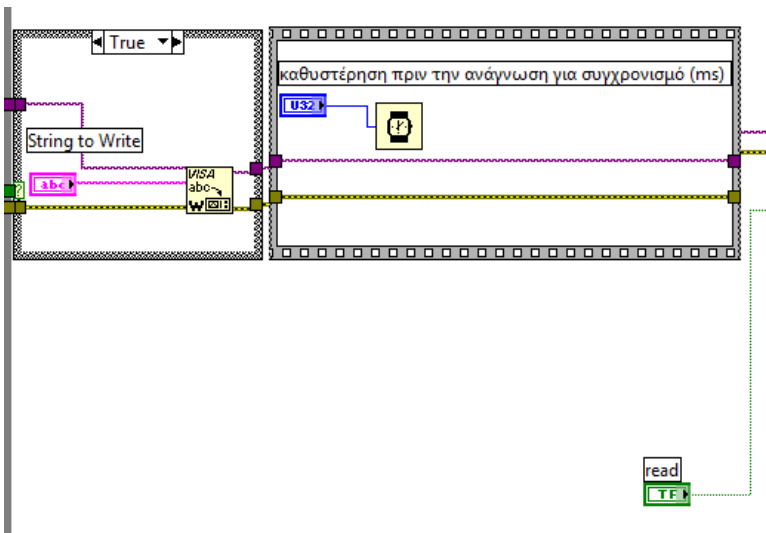 True
καθυστέρηση πριν την ανάγνωση για συγχρονισμό (ms)
U32
String to Write
?
abc
VISA
abc
W
read
TF